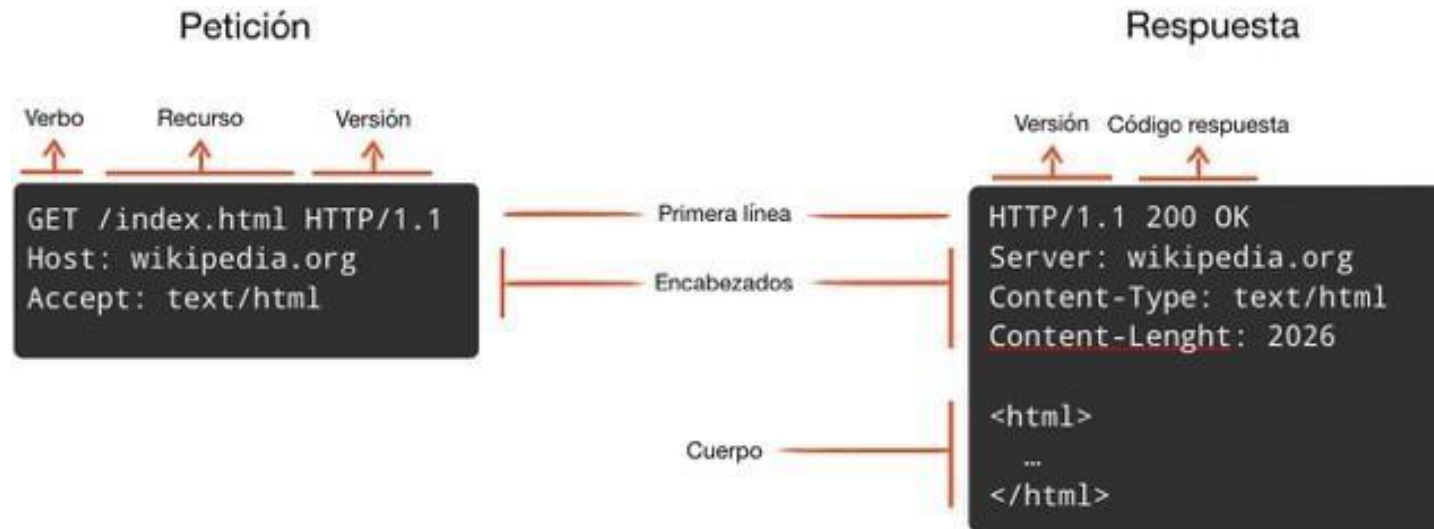 Petición
Respuesta
Verbo Recurso Versión
Versión Código respuesta
GET /index.html HTTP/1.1
Host: wikipedia.org
Accept: text/html
Primera línea
Encabezados
Cuerpo
HTTP/1.1 200 OK
Server: wikipedia.org
Content-Type: text/html
Content-Lenght: 2026
<html>
…
</html>